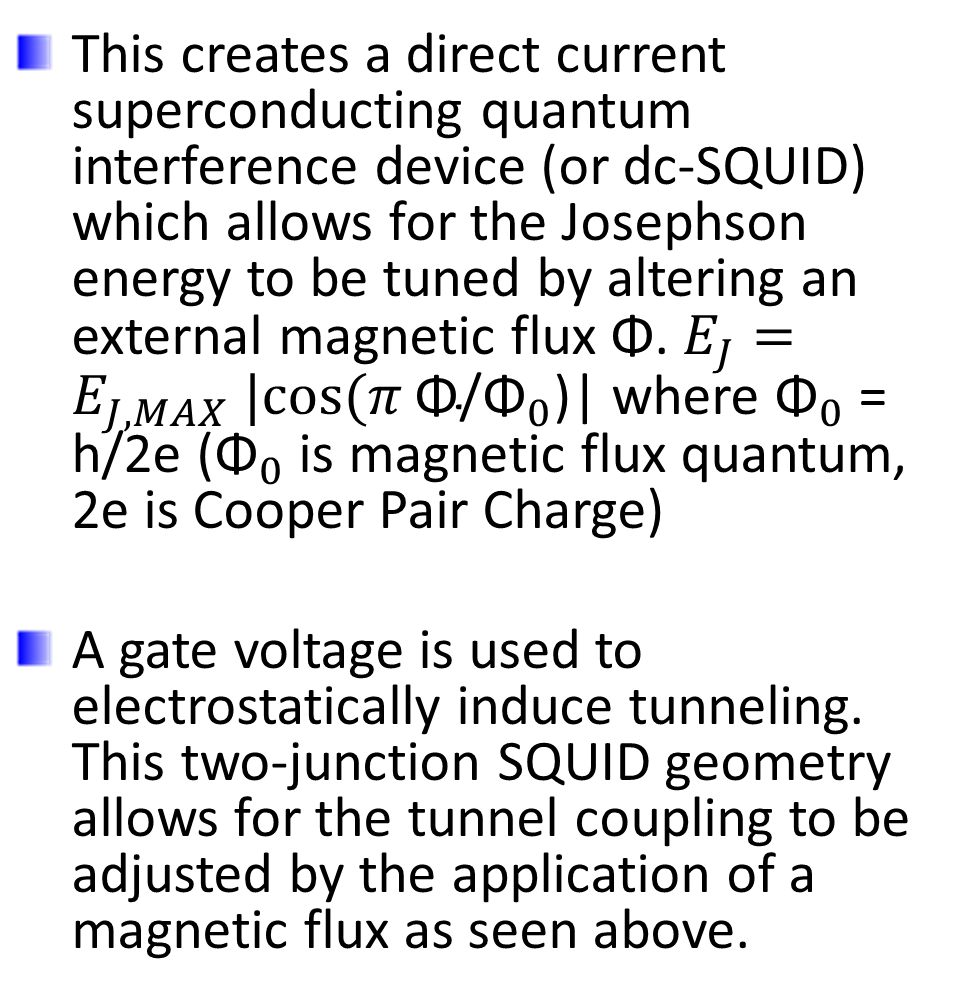 This creates a direct current
superconducting quantum
interference device (or dc-SQUID)
which allows for the Josephson
energy to be tuned by altering an
external magnetic flux Φ. E_J =
E_{J,MAX} |cos(π Φ/Φ₀)| where Φ₀ =
h/2e (Φ₀ is magnetic flux quantum,
2e is Cooper Pair Charge)
A gate voltage is used to
electrostatically induce tunneling.
This two-junction SQUID geometry
allows for the tunnel coupling to be
adjusted by the application of a
magnetic flux as seen above.